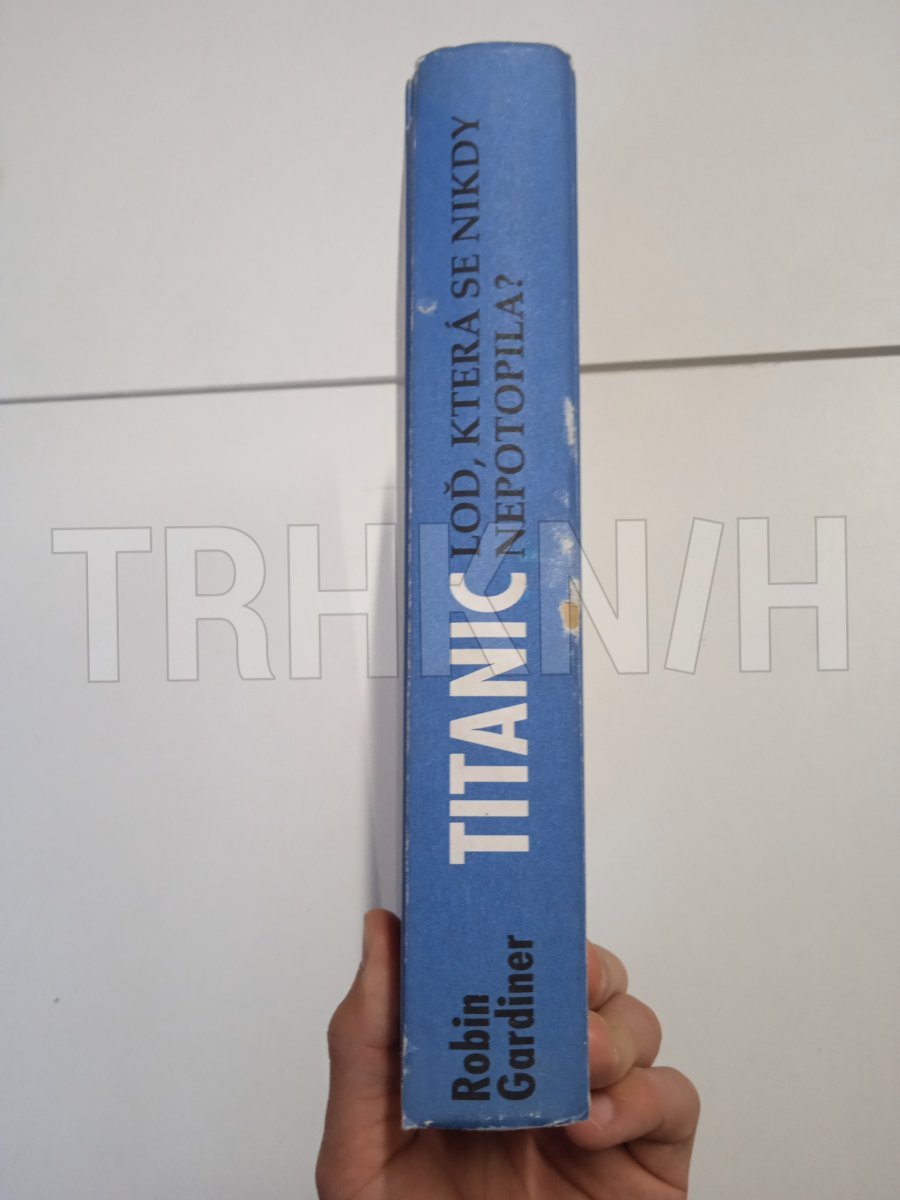 Robin
Gardiner
TITANIC
LOĎ, KTERÁ SE NIKDY
NEPOTOPILA?
TRHKNIH